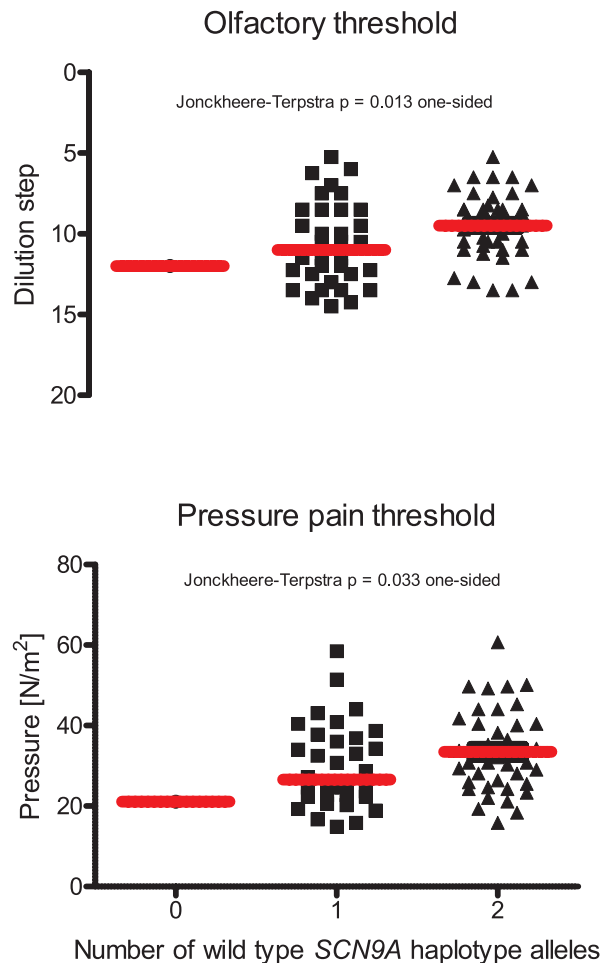 Olfactory threshold
0
Jonckheere-Terpstra p = 0.013 one-sided
5
10
15
20
Dilution step
Pressure pain threshold
80
Jonckheere-Terpstra p = 0.033 one-sided
60
40
20
0
Pressure [N/m²]
0 1 2
Number of wild type SCN9A haplotype alleles